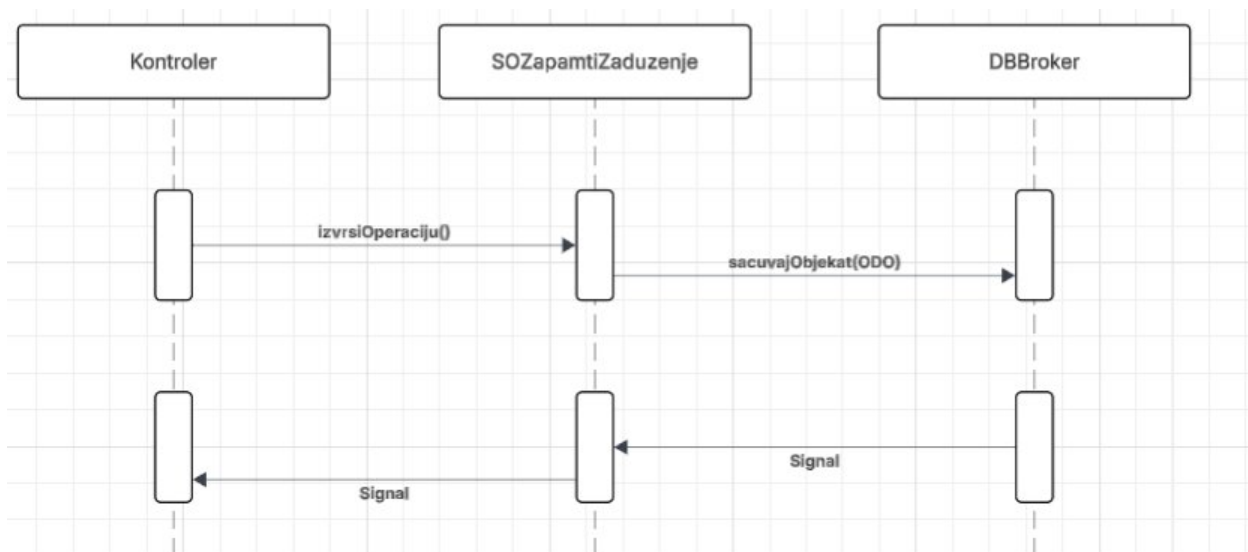 Kontroler
SOZapamtiZaduzenje
DBBroker
izvrsiOperaciju()
sacuvajObjekat(ODO)
Signal
Signal